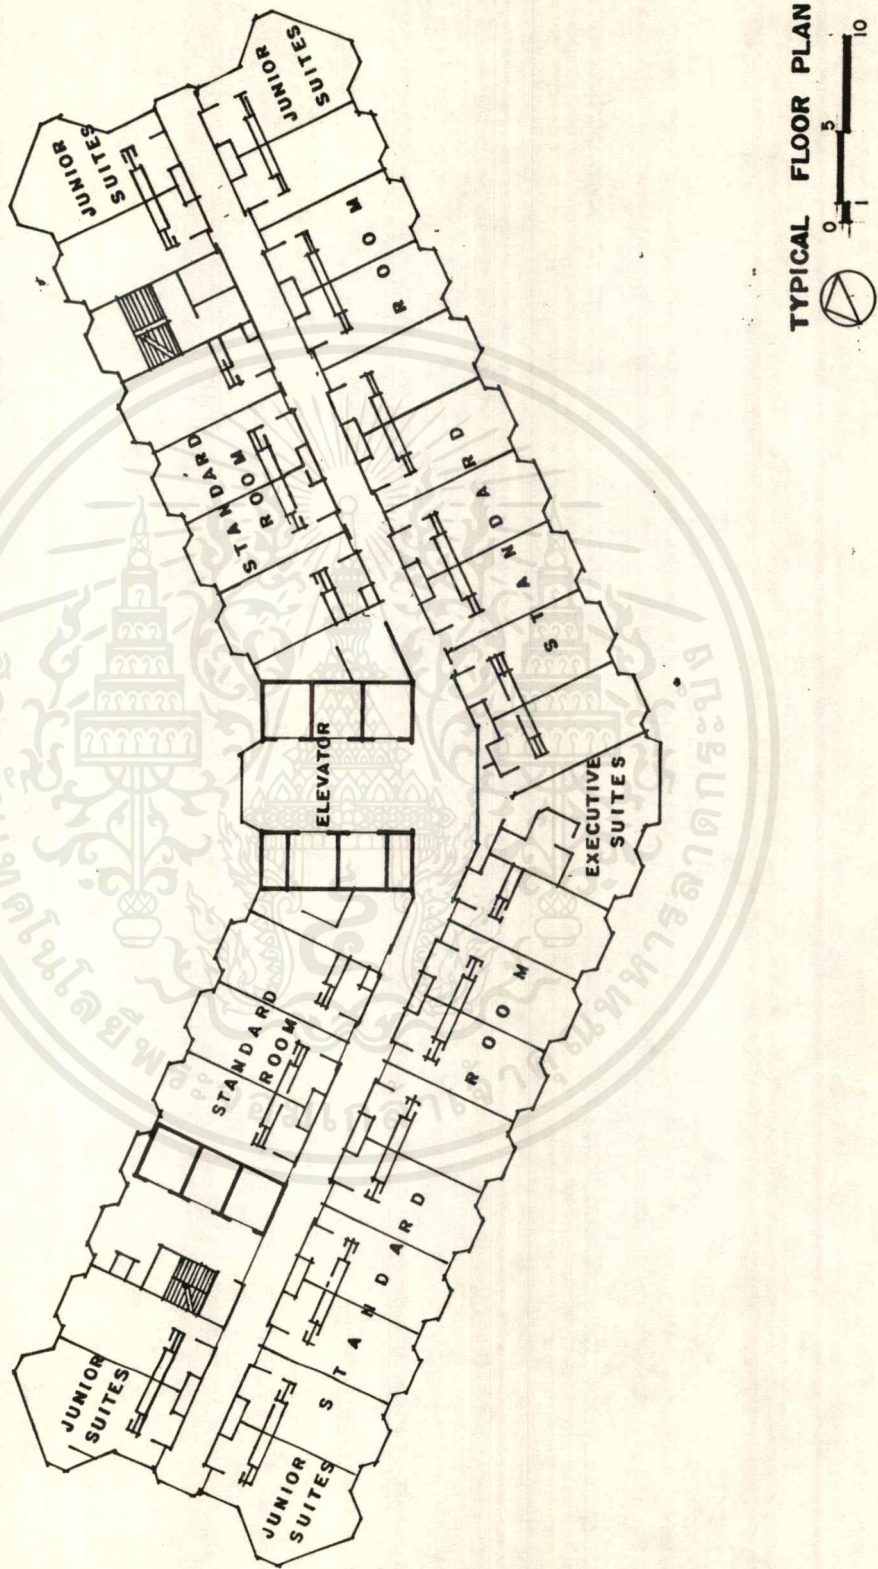 JUNIOR
SUITES
JUNIOR
SUITES
STANDARD
ROOM
STANDARD ROOM
ELEVATOR
EXECUTIVE
SUITES
STANDARD
ROOM
STANDARD ROOM
JUNIOR
SUITES
JUNIOR
SUITES
TYPICAL FLOOR PLAN
0 1 5 10